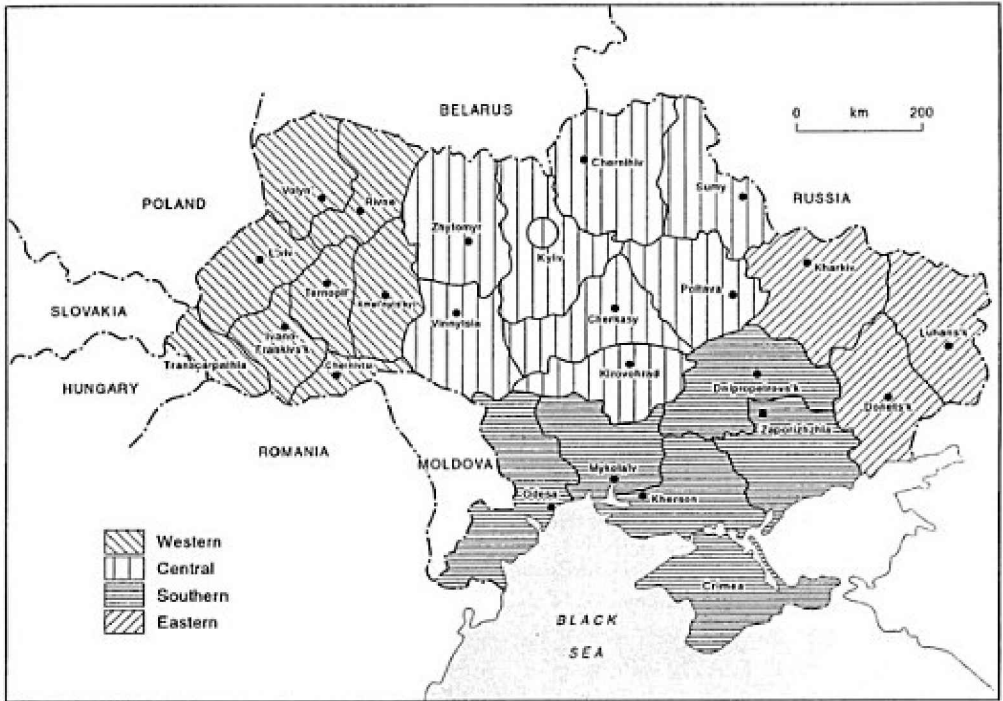 BELARUS
0 km 200
Chernihiv
Sumy
POLAND
Volyn'
Rivne
RUSSIA
Zhytomyr
Kyiv
L'viv
Kharkiv
Ternopil'
Poltava
SLOVAKIA
Vinnytsia
Cherkasy
Ivano-
Frankivs'k
Luhans'k
Transcarpathia
Chernivtsi
Kirovohrad
HUNGARY
Dnipropetrovs'k
Donets'k
Zaporizhzhia
ROMANIA
MOLDOVA
Mykolaiv
Odesa
Kherson
Western
Central
Southern
Eastern
Crimea
BLACK
SEA